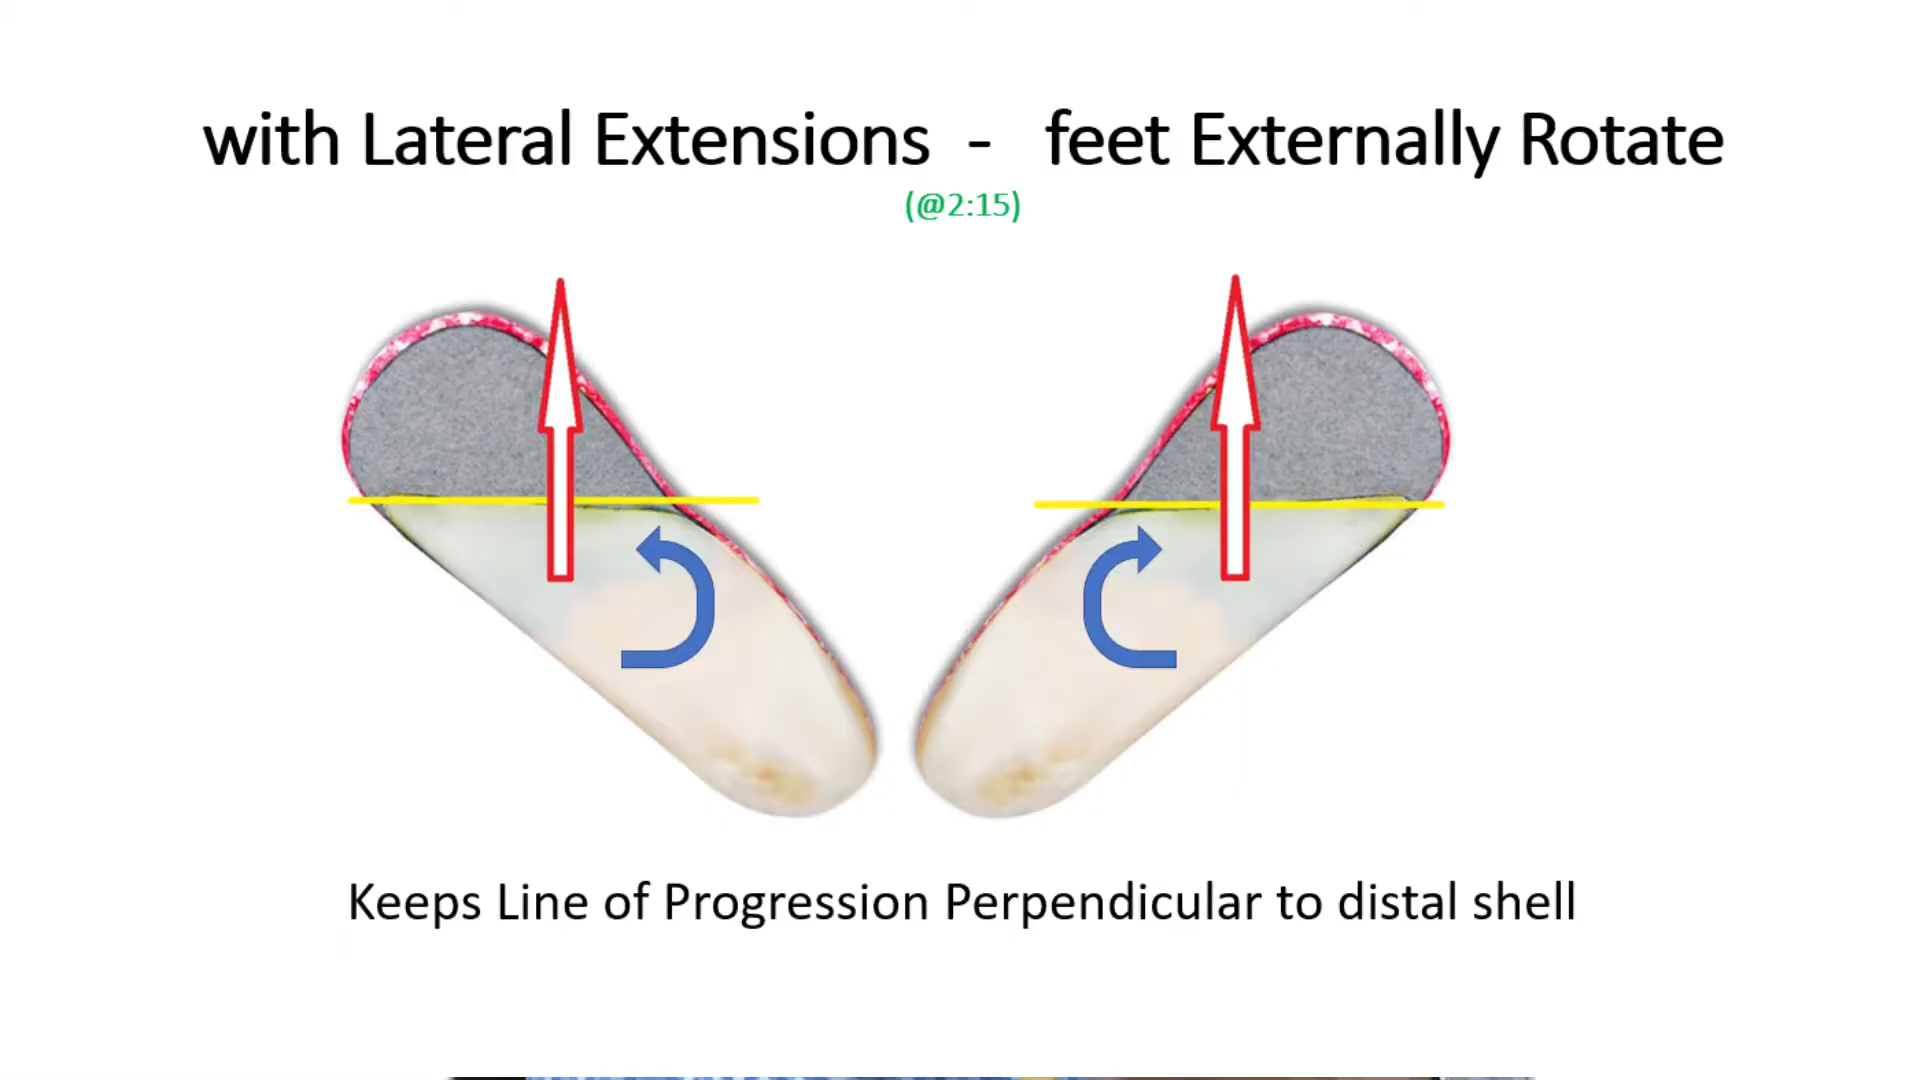 with Lateral Extensions - feet Externally Rotate
(@2:15)
Keeps Line of Progression Perpendicular to distal shell